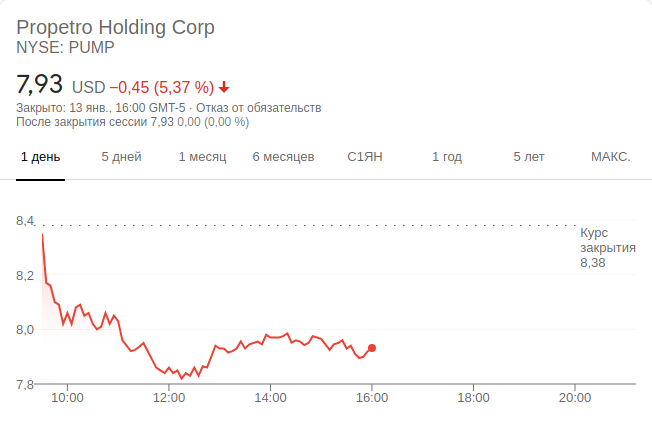 Propetro Holding Corp
NYSE: PUMP
7,93 USD −0,45 (5,37 %)
Закрыто: 13 янв., 16:00 GMT-5 · Отказ от обязательств
После закрытия сессии 7,93 0,00 (0,00 %)
1 день 5 дней 1 месяц 6 месяцев С1ЯН 1 год 5 лет МАКС.
8,4
Курс
закрытия
8,38
8,2
8,0
7,8
10:00 12:00 14:00 16:00 18:00 20:00